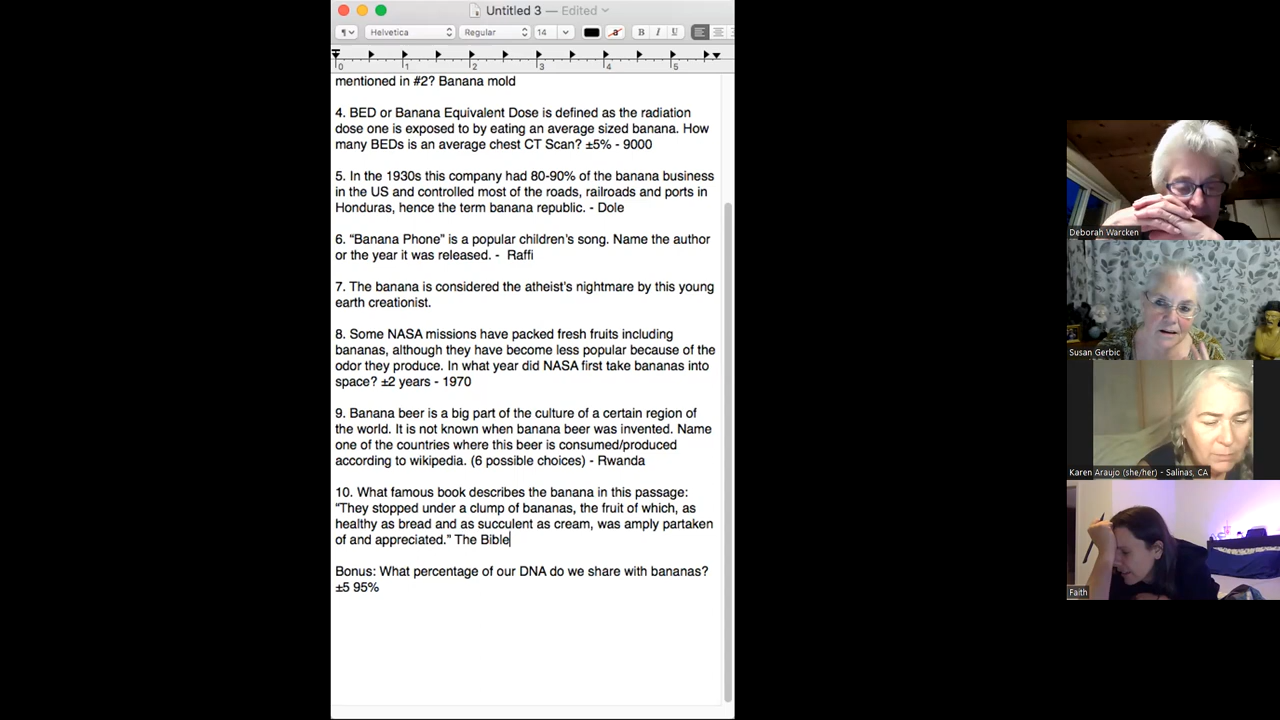 Untitled 3 — Edited
Helvetica Regular 14 a B I U
0 1 2 3 4 5
mentioned in #2? Banana mold
4. BED or Banana Equivalent Dose is defined as the radiation
dose one is exposed to by eating an average sized banana. How
many BEDs is an average chest CT Scan? ±5% - 9000
5. In the 1930s this company had 80-90% of the banana business
in the US and controlled most of the roads, railroads and ports in
Honduras, hence the term banana republic. - Dole
6. “Banana Phone” is a popular children’s song. Name the author
or the year it was released. - Raffi
7. The banana is considered the atheist's nightmare by this young
earth creationist.
8. Some NASA missions have packed fresh fruits including
bananas, although they have become less popular because of the
odor they produce. In what year did NASA first take bananas into
space? ±2 years - 1970
9. Banana beer is a big part of the culture of a certain region of
the world. It is not known when banana beer was invented. Name
one of the countries where this beer is consumed/produced
according to wikipedia. (6 possible choices) - Rwanda
10. What famous book describes the banana in this passage:
“They stopped under a clump of bananas, the fruit of which, as
healthy as bread and as succulent as cream, was amply partaken
of and appreciated.” The Bible
Bonus: What percentage of our DNA do we share with bananas?
±5 95%
Deborah Warcken
Susan Gerbic
Karen Araujo (she/her) - Salinas, CA
Faith